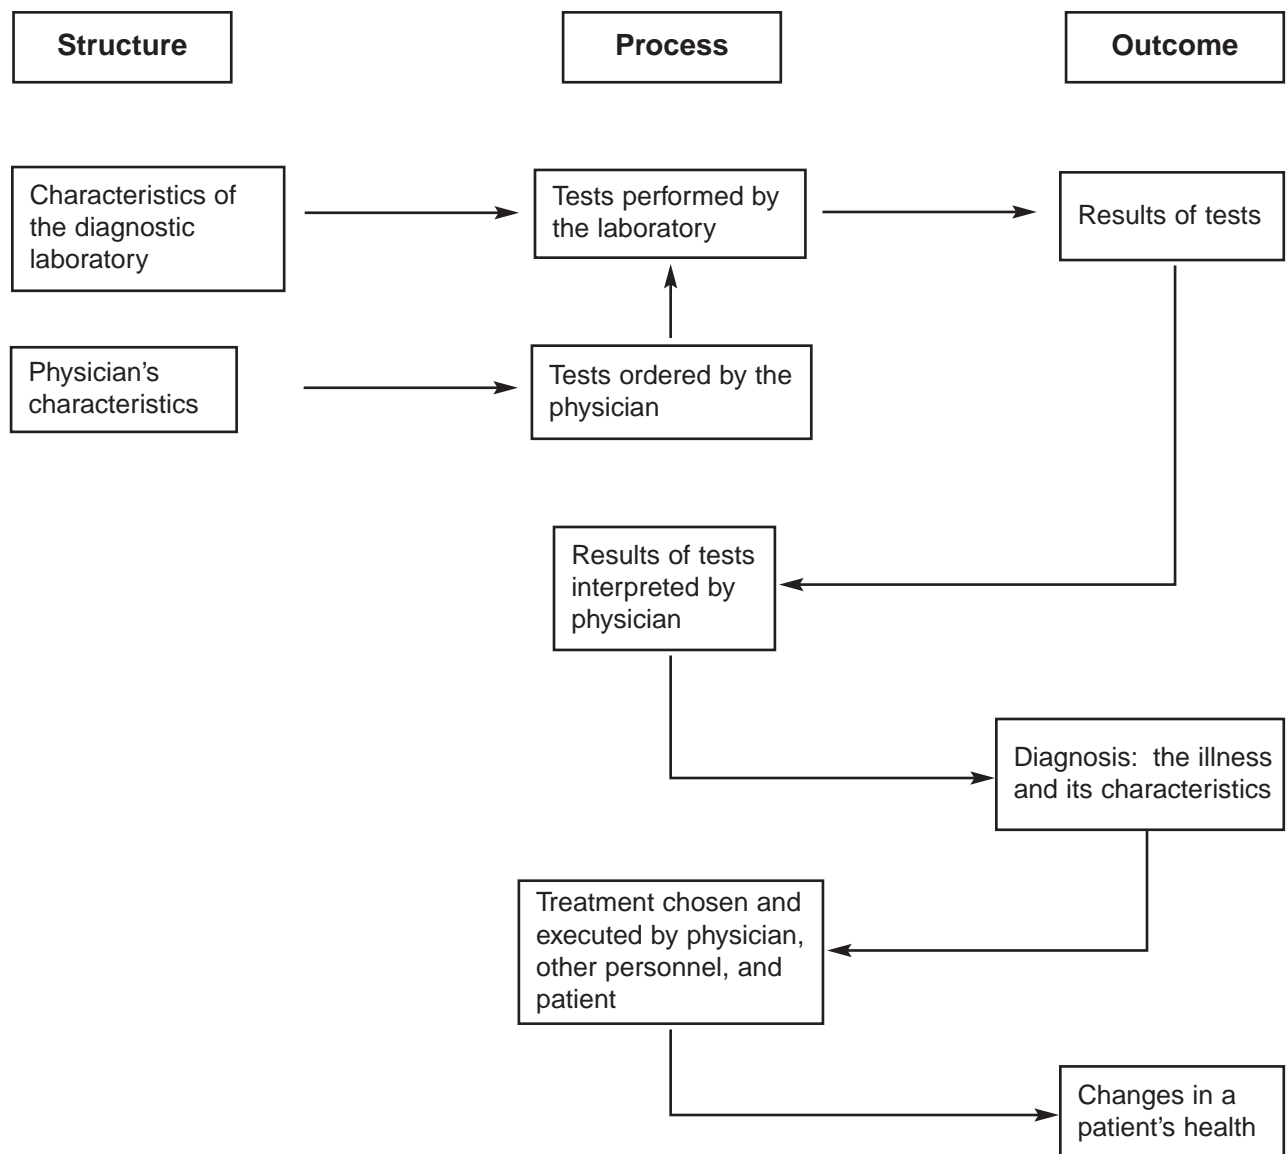 Structure
Process
Outcome
Characteristics of
the diagnostic
laboratory
Tests performed by
the laboratory
Results of tests
Physician’s
characteristics
Tests ordered by the
physician
Results of tests
interpreted by
physician
Diagnosis:  the illness
and its characteristics
Treatment chosen and
executed by physician,
other personnel, and
patient
Changes in a
patient’s health